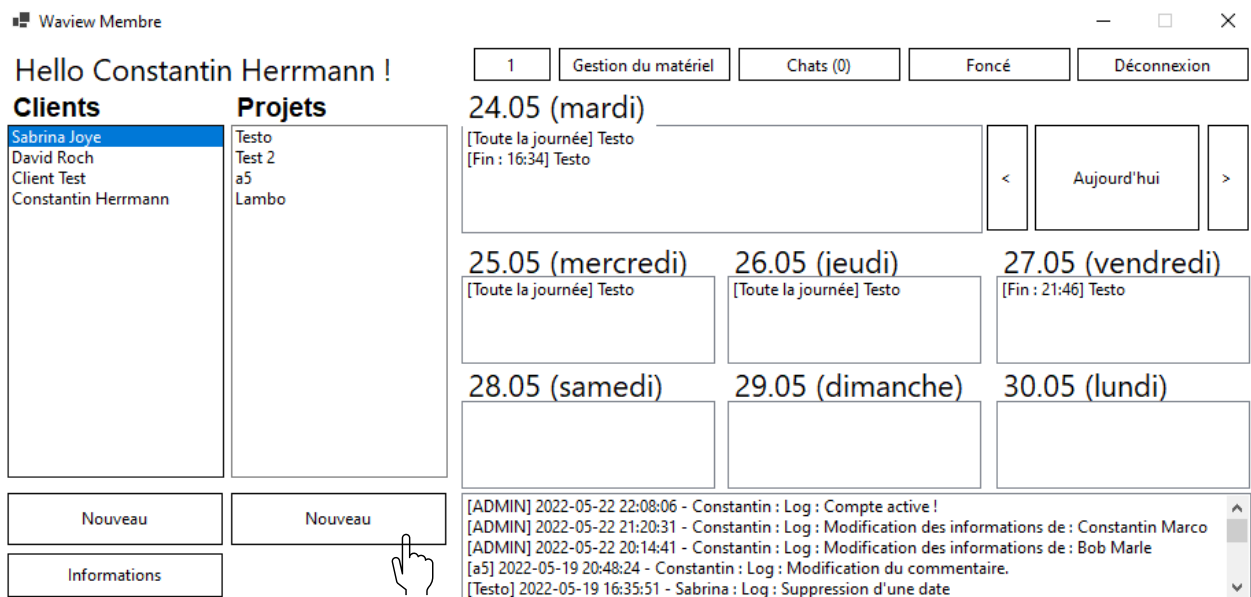 Waview Membre
Hello Constantin Herrmann !
1
Gestion du matériel
Chats (0)
Foncé
Déconnexion
Clients
Sabrina Joye
David Roch
Client Test
Constantin Herrmann
Projets
Testo
Test 2
a5
Lambo
24.05 (mardi)
[Toute la journée] Testo
[Fin : 16:34] Testo
<
Aujourd'hui
>
25.05 (mercredi)
[Toute la journée] Testo
26.05 (jeudi)
[Toute la journée] Testo
27.05 (vendredi)
[Fin : 21:46] Testo
28.05 (samedi)
29.05 (dimanche)
30.05 (lundi)
Nouveau
Nouveau
Informations
[ADMIN] 2022-05-22 22:08:06 - Constantin : Log : Compte active !
[ADMIN] 2022-05-22 21:20:31 - Constantin : Log : Modification des informations de : Constantin Marco
[ADMIN] 2022-05-22 20:14:41 - Constantin : Log : Modification des informations de : Bob Marle
[a5] 2022-05-19 20:48:24 - Constantin : Log : Modification du commentaire.
[Testo] 2022-05-19 16:35:51 - Sabrina : Log : Suppression d'une date